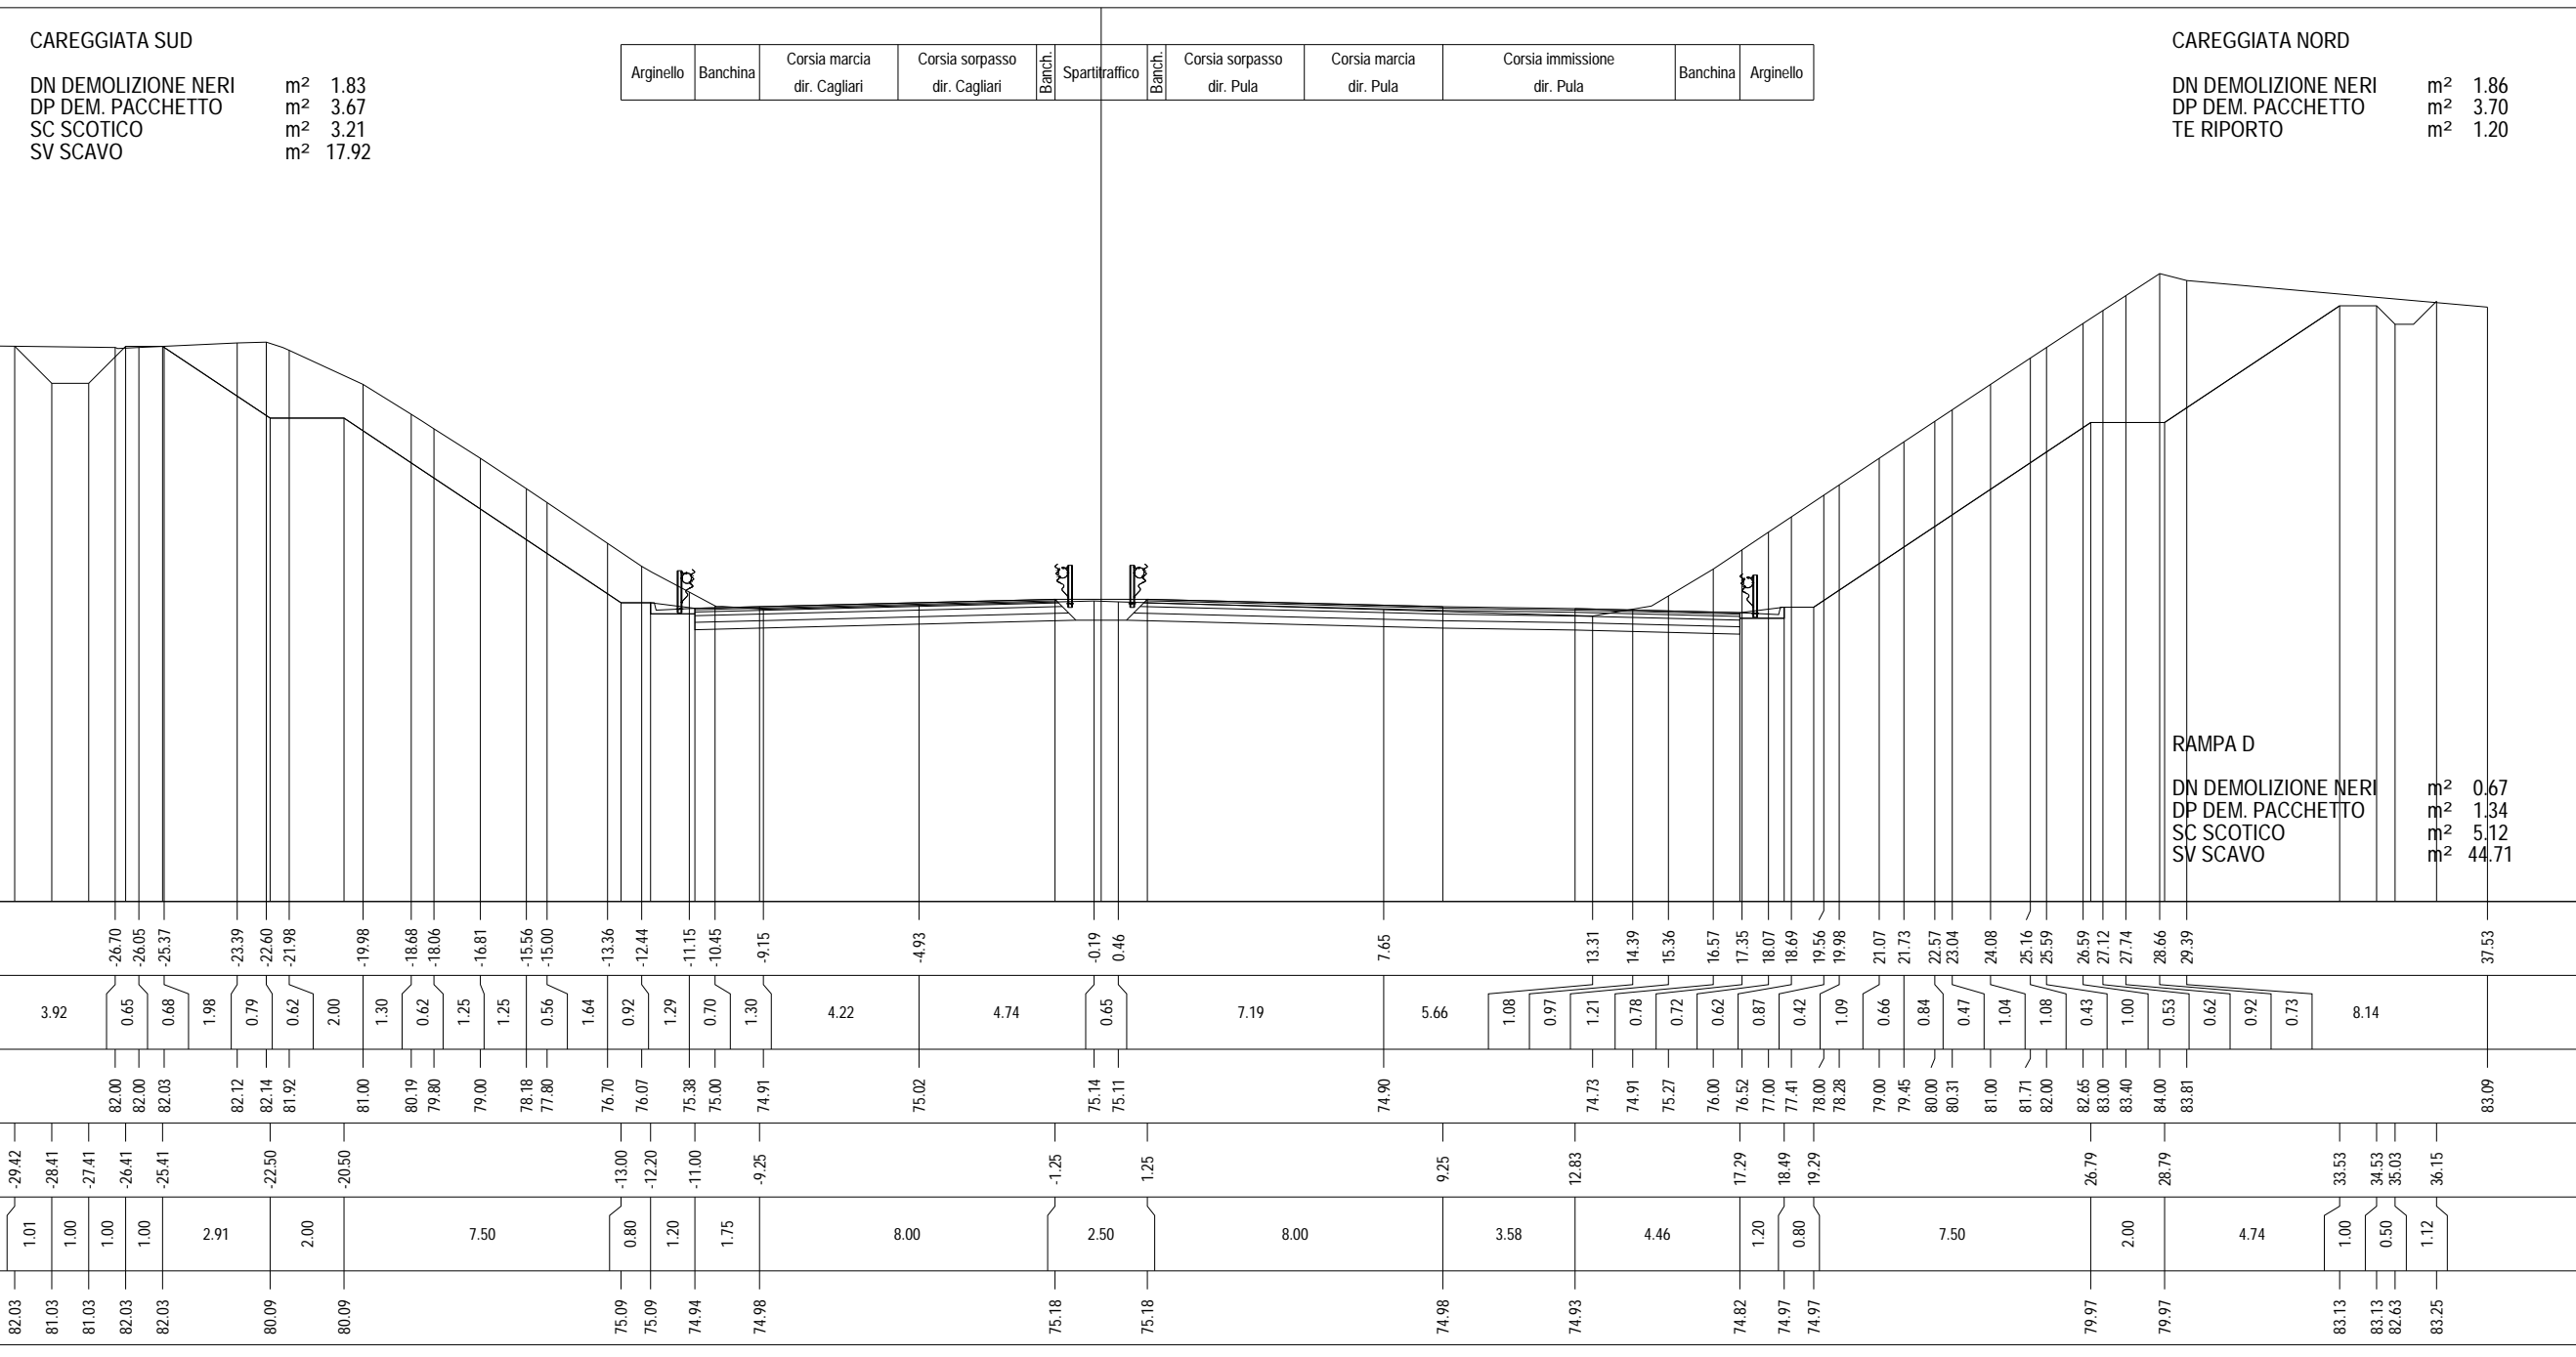 CAREGGIATA SUD
DN DEMOLIZIONE NERI m² 1.83
DP DEM. PACCHETTO m² 3.67
SC SCOTICO m² 3.21
SV SCAVO m² 17.92
Arginello Banchina Corsia marcia dir. Cagliari Corsia sorpasso dir. Cagliari Banch. Spartitraffico Banch. Corsia sorpasso dir. Pula Corsia marcia dir. Pula Corsia immissione dir. Pula Banchina Arginello
CAREGGIATA NORD
DN DEMOLIZIONE NERI m² 1.86
DP DEM. PACCHETTO m² 3.70
TE RIPORTO m² 1.20
RAMPA D
DN DEMOLIZIONE NERI m² 0.67
DP DEM. PACCHETTO m² 1.34
SC SCOTICO m² 5.12
SV SCAVO m² 44.71
-26.70 -26.05 -25.37 -23.39 -22.60 -21.98 -19.98 -18.68 -18.06 -16.81 -15.56 -15.00 -13.36 -12.44 -11.15 -10.45 -9.15 -4.93 -0.19 0.46 7.65 13.31 14.39 15.36 16.57 17.35 18.07 18.69 19.56 19.98 21.07 21.73 22.57 23.04 24.08 25.16 25.59 26.59 27.12 27.74 28.66 29.39 37.53
3.92 0.65 0.68 1.98 0.79 0.62 2.00 1.30 0.62 1.25 1.25 0.56 1.64 0.92 1.29 0.70 1.30 4.22 4.74 0.65 7.19 5.66 1.08 0.97 1.21 0.78 0.72 0.62 0.87 0.42 1.09 0.66 0.84 0.47 1.04 1.08 0.43 1.00 0.53 0.62 0.92 0.73 8.14
82.00 82.00 82.03 82.12 82.14 81.92 81.00 80.19 79.80 79.00 78.18 77.80 76.70 76.07 75.38 75.00 74.91 75.02 75.14 75.11 74.90 74.73 74.91 75.27 76.00 76.52 77.00 77.41 78.00 78.28 79.00 79.45 80.00 80.31 81.00 81.71 82.00 82.65 83.00 83.40 84.00 83.81 83.09
-29.42 -28.41 -27.41 -26.41 -25.41 -22.50 -20.50 -13.00 -12.20 -11.00 -9.25 -1.25 1.25 9.25 12.83 17.29 18.49 19.29 26.79 28.79 33.53 34.53 35.03 36.15
1.01 1.00 1.00 1.00 2.91 2.00 7.50 0.80 1.20 1.75 8.00 2.50 8.00 3.58 4.46 1.20 0.80 7.50 2.00 4.74 1.00 0.50 1.12
82.03 81.03 81.03 82.03 82.03 80.09 80.09 75.09 75.09 74.94 74.98 75.18 75.18 74.98 74.93 74.82 74.97 74.97 79.97 79.97 83.13 83.13 82.63 83.25